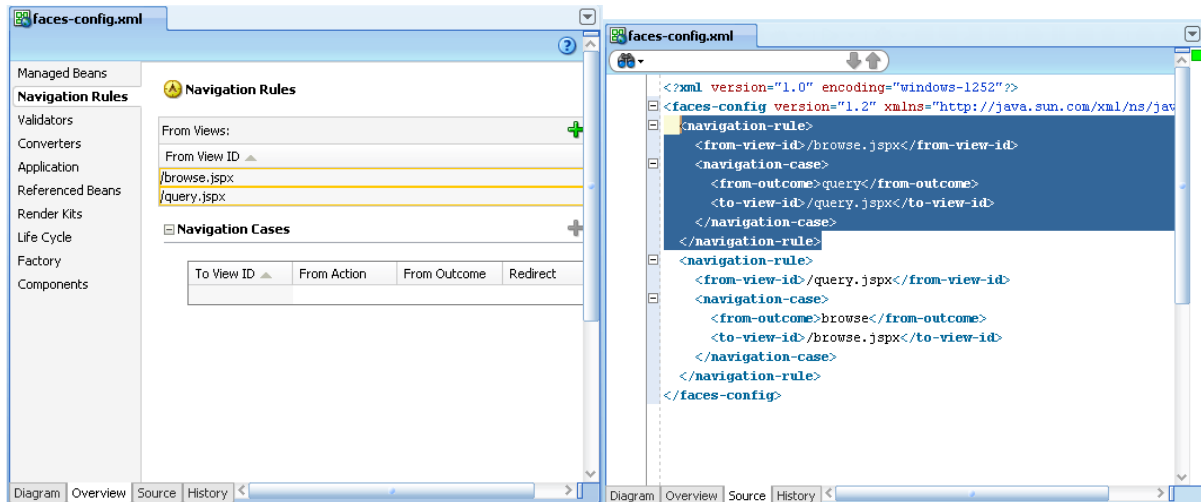 faces-config.xml
Managed Beans
Navigation Rules
Validators
Converters
Application
Referenced Beans
Render Kits
Life Cycle
Factory
Components
Navigation Rules
From Views:
From View ID
/browse.jspx
/query.jspx
Navigation Cases
To View ID From Action From Outcome Redirect
Diagram Overview Source History
faces-config.xml
<?xml version="1.0" encoding="windows-1252"?>
<faces-config version="1.2" xmlns="http://java.sun.com/xml/ns/jav
<navigation-rule>
<from-view-id>/browse.jspx</from-view-id>
<navigation-case>
<from-outcome>query</from-outcome>
<to-view-id>/query.jspx</to-view-id>
</navigation-case>
</navigation-rule>
<navigation-rule>
<from-view-id>/query.jspx</from-view-id>
<navigation-case>
<from-outcome>browse</from-outcome>
<to-view-id>/browse.jspx</to-view-id>
</navigation-case>
</navigation-rule>
</faces-config>
Diagram Overview Source History